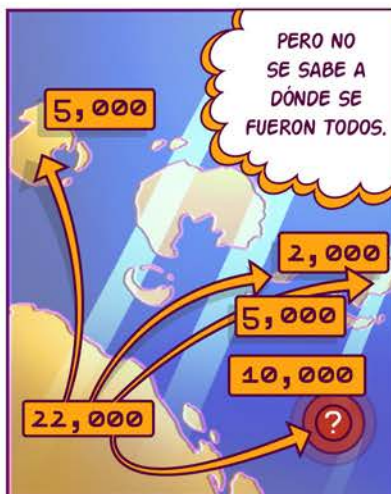 PERO NO
SE SABE A
DÓNDE SE
FUERON TODOS.
5,000
2,000
5,000
10,000
22,000
?